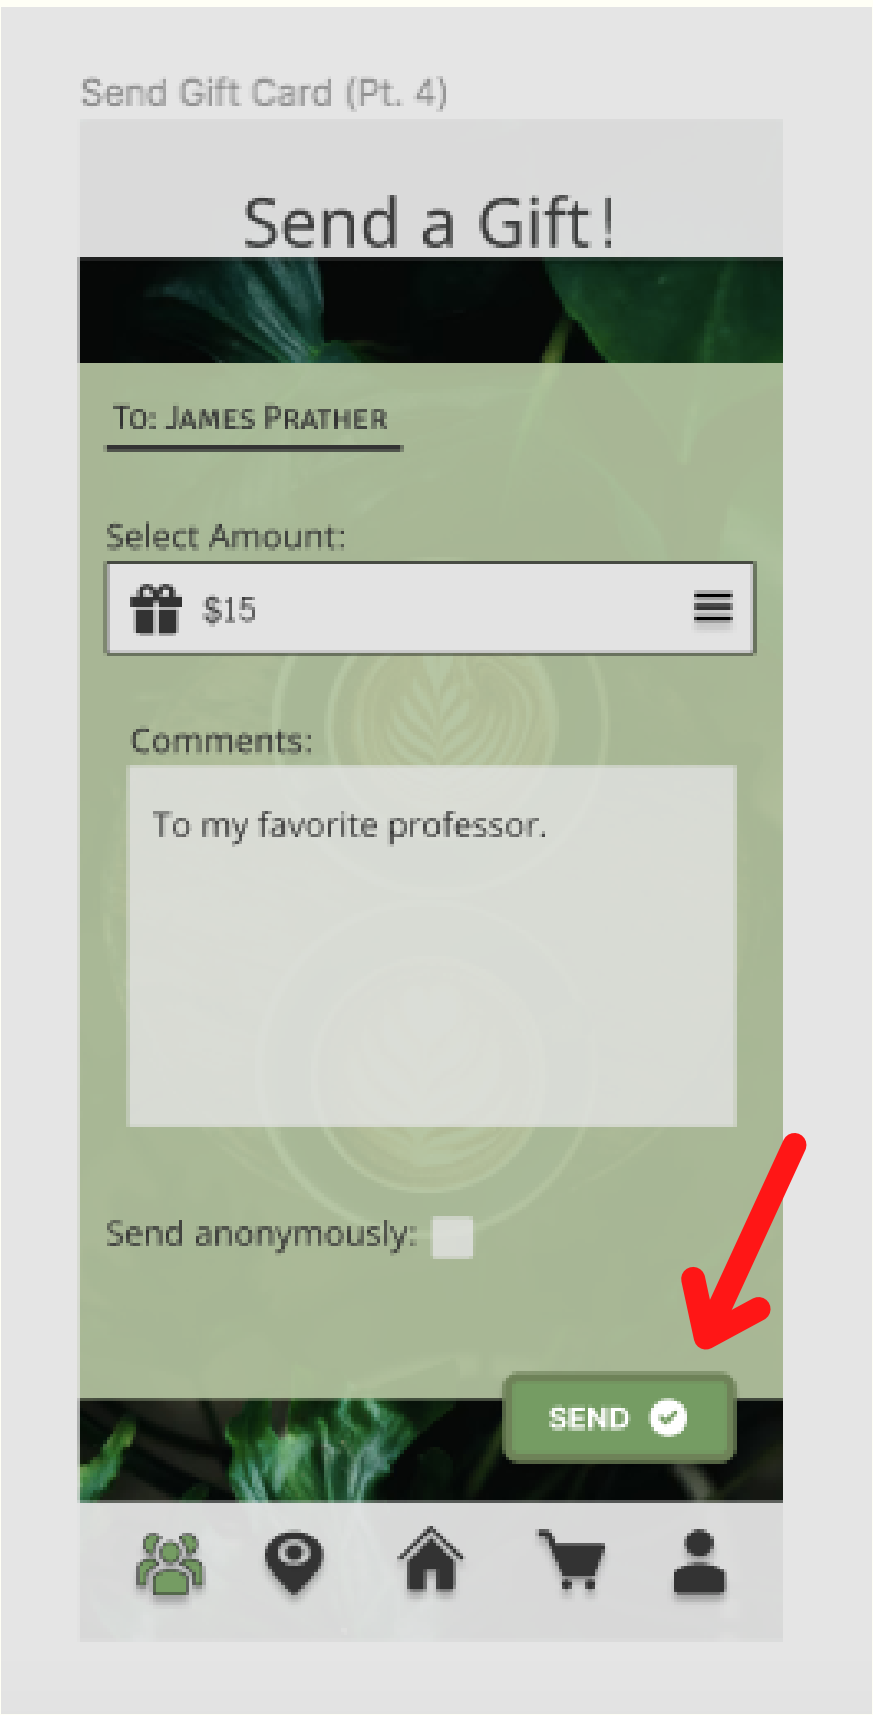 Send Gift Card (Pt. 4)
Send a Gift!
TO: JAMES PRATHER
Select Amount:
$15
Comments:
To my favorite professor.
Send anonymously:
SEND